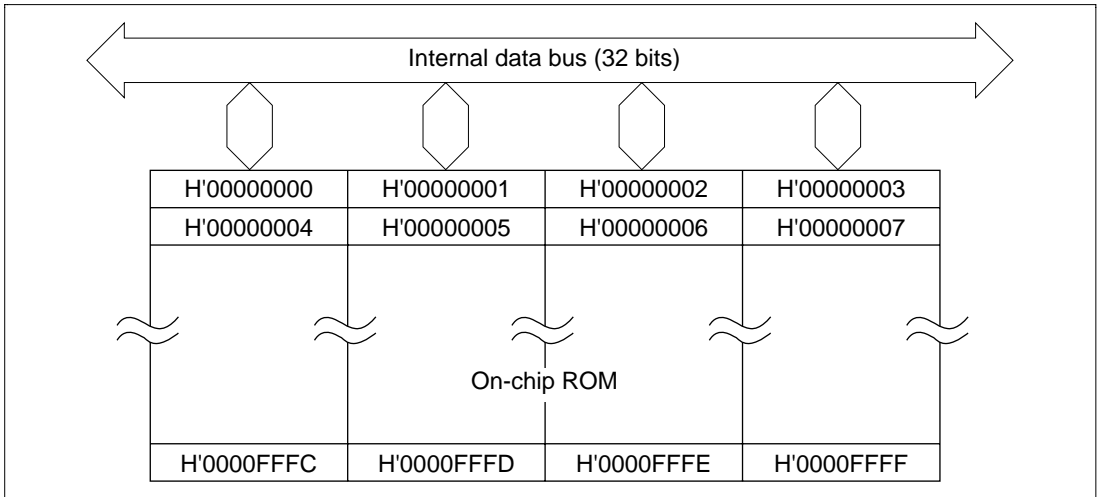 Internal data bus (32 bits)
H'00000000 H'00000001 H'00000002 H'00000003
H'00000004 H'00000005 H'00000006 H'00000007
On-chip ROM
H'0000FFFC H'0000FFFD H'0000FFFE H'0000FFFF